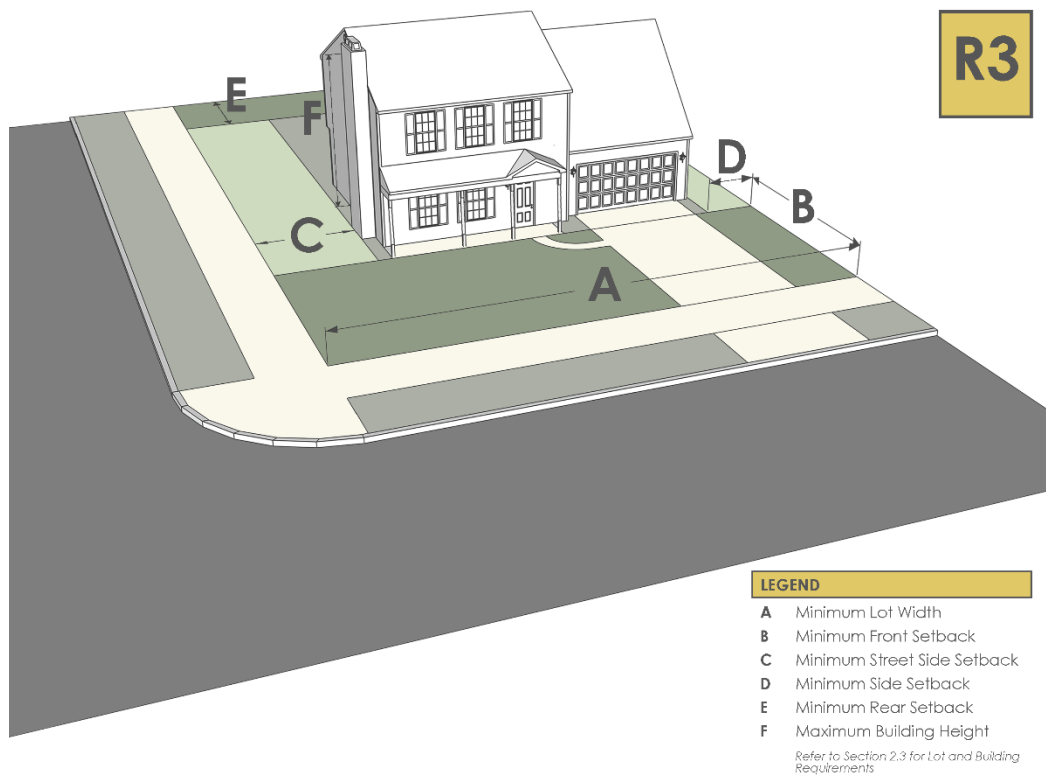 R3
E
F
D
B
C
A
LEGEND
A Minimum Lot Width
B Minimum Front Setback
C Minimum Street Side Setback
D Minimum Side Setback
E Minimum Rear Setback
F Maximum Building Height
Refer to Section 2.3 for Lot and Building
Requirements